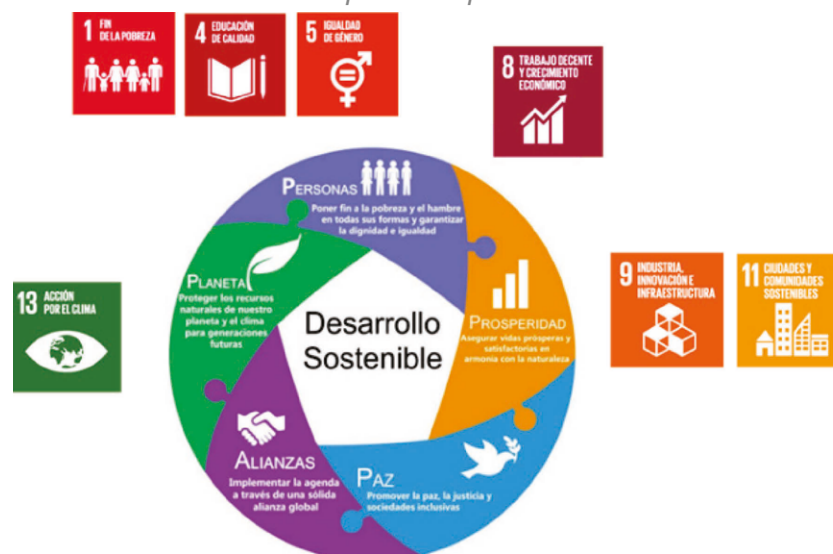 1 FIN
DE LA POBREZA
4 EDUCACIÓN
DE CALIDAD
5 IGUALDAD
DE GÉNERO
8 TRABAJO DECENTE
Y CRECIMIENTO
ECONÓMICO
PERSONAS
Poner fin a la pobreza y el hambre
en todas sus formas y garantizar
la dignidad e igualdad
PLANETA
Proteger los recursos
naturales de nuestro
planeta y el clima
para generaciones
futuras
13 ACCIÓN
POR EL CLIMA
Desarrollo
Sostenible
PROSPERIDAD
Asegurar vidas prósperas y
satisfactorias en
armonía con la naturaleza
9 INDUSTRIA,
INNOVACIÓN E
INFRAESTRUCTURA
11 CIUDADES Y
COMUNIDADES
SOSTENIBLES
ALIANZAS
Implementar la agenda
a través de una sólida
alianza global
PAZ
Promover la paz, la justicia y
sociedades inclusivas